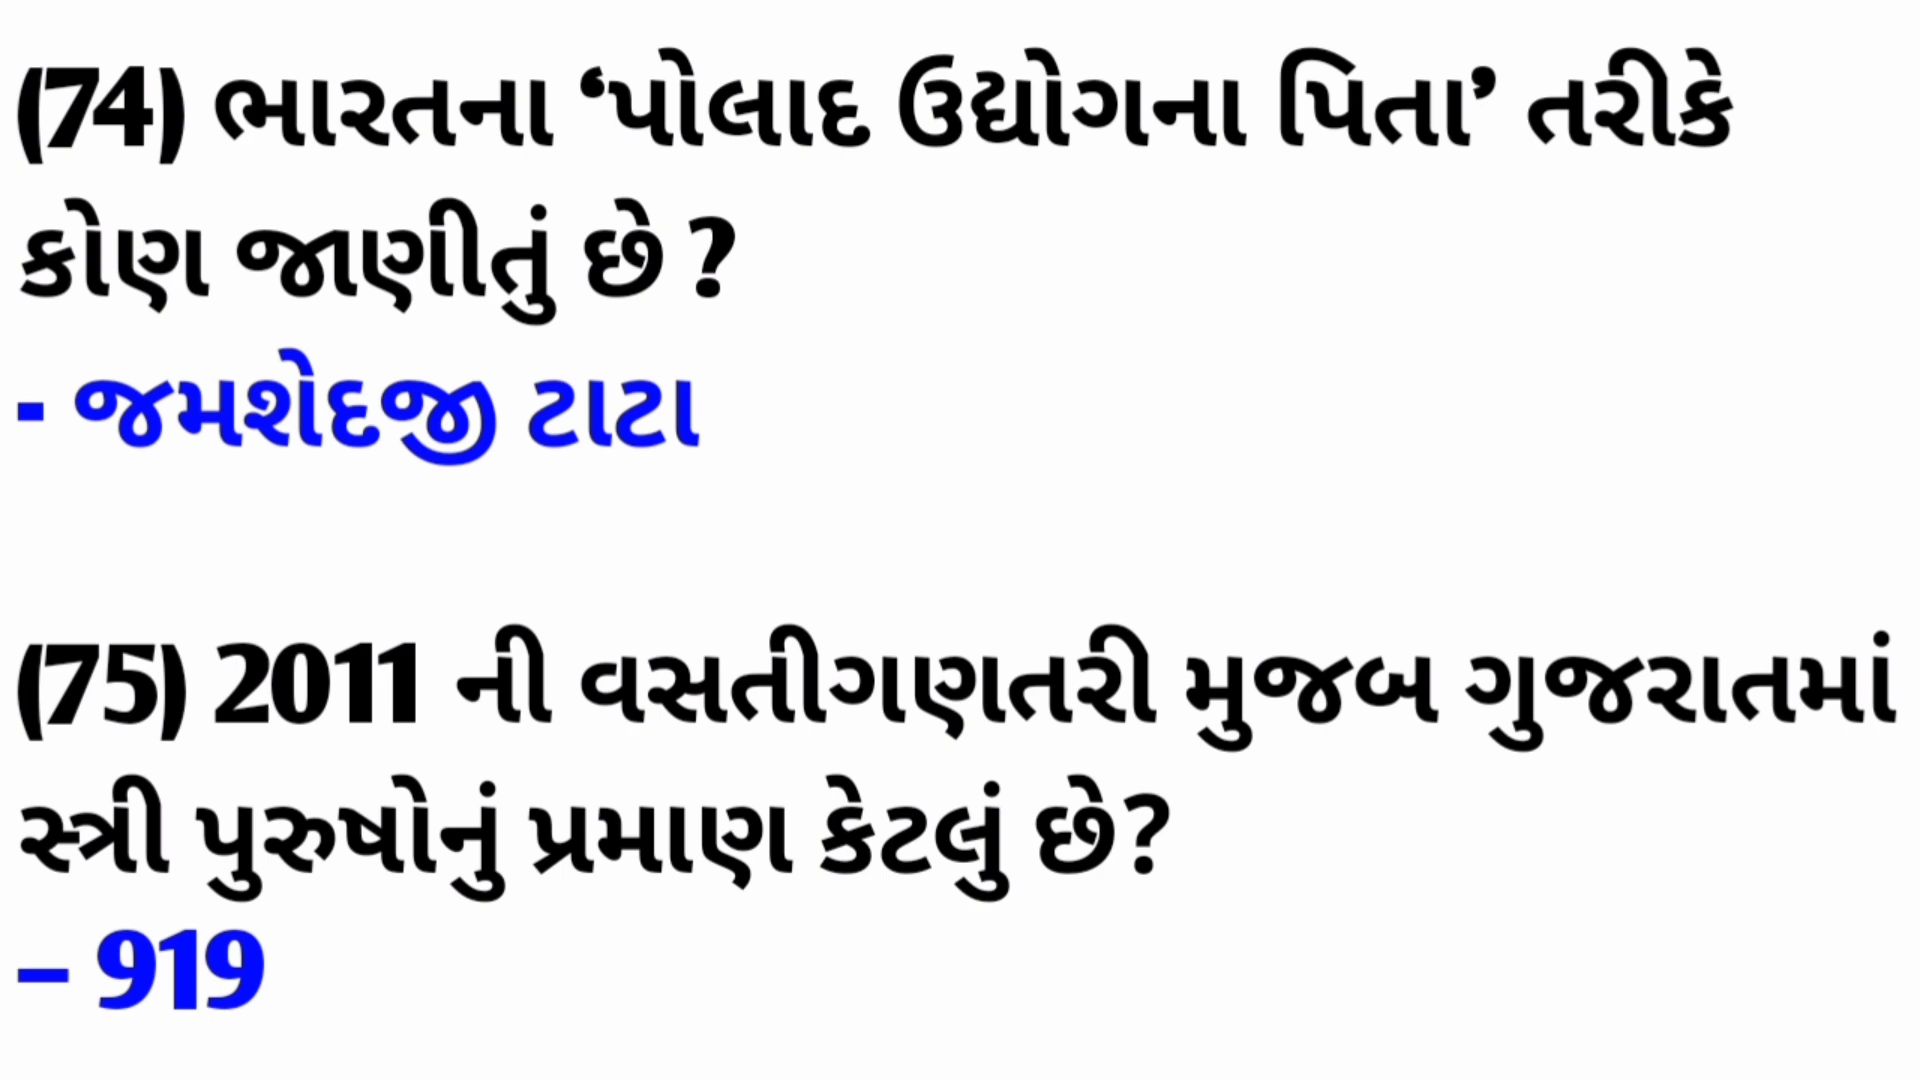 (74) ભારતના ‘પોલાદ ઉદ્યોગના પિતા’ તરીકે
કોણ જાણીતું છે ?
- જમશેદજી ટાટા
(75) 2011 ની વસતીગણતરી મુજબ ગુજરાતમાં
સ્ત્રી પુરુષોનું પ્રમાણ કેટલું છે?
– 919